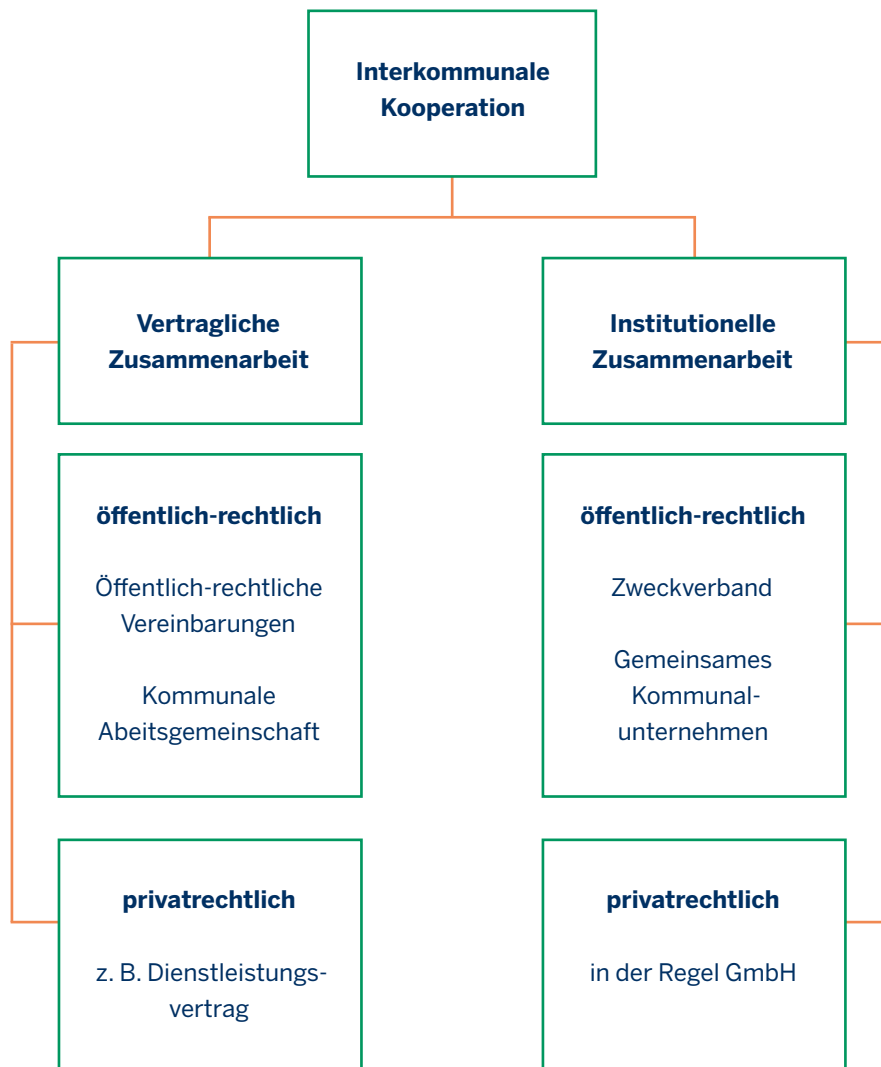 Interkommunale
Kooperation
Vertragliche
Zusammenarbeit
Institutionelle
Zusammenarbeit
öffentlich-rechtlich
Öffentlich-rechtliche
Vereinbarungen
Kommunale
Abeitsgemeinschaft
öffentlich-rechtlich
Zweckverband
Gemeinsames
Kommunal-
unternehmen
privatrechtlich
z. B. Dienstleistungs-
vertrag
privatrechtlich
in der Regel GmbH